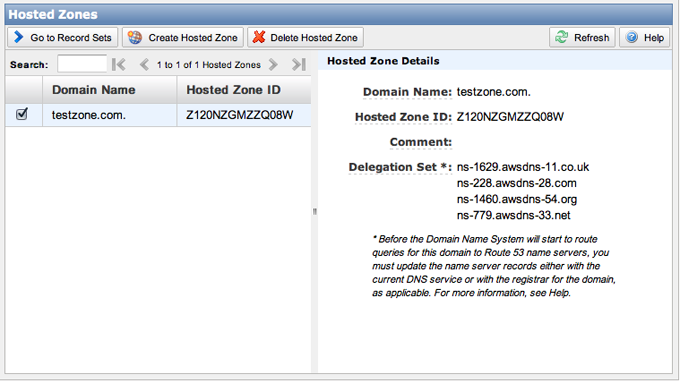 Hosted Zones
Go to Record Sets Create Hosted Zone Delete Hosted Zone Refresh Help
Search: 1 to 1 of 1 Hosted Zones
Domain Name Hosted Zone ID
testzone.com. Z120NZGMZZQ08W
Hosted Zone Details
Domain Name: testzone.com.
Hosted Zone ID: Z120NZGMZZQ08W
Comment:
Delegation Set *: ns-1629.awsdns-11.co.uk
ns-228.awsdns-28.com
ns-1460.awsdns-54.org
ns-779.awsdns-33.net
* Before the Domain Name System will start to route
queries for this domain to Route 53 name servers, you
must update the name server records either with the
current DNS service or with the registrar for the domain,
as applicable. For more information, see Help.